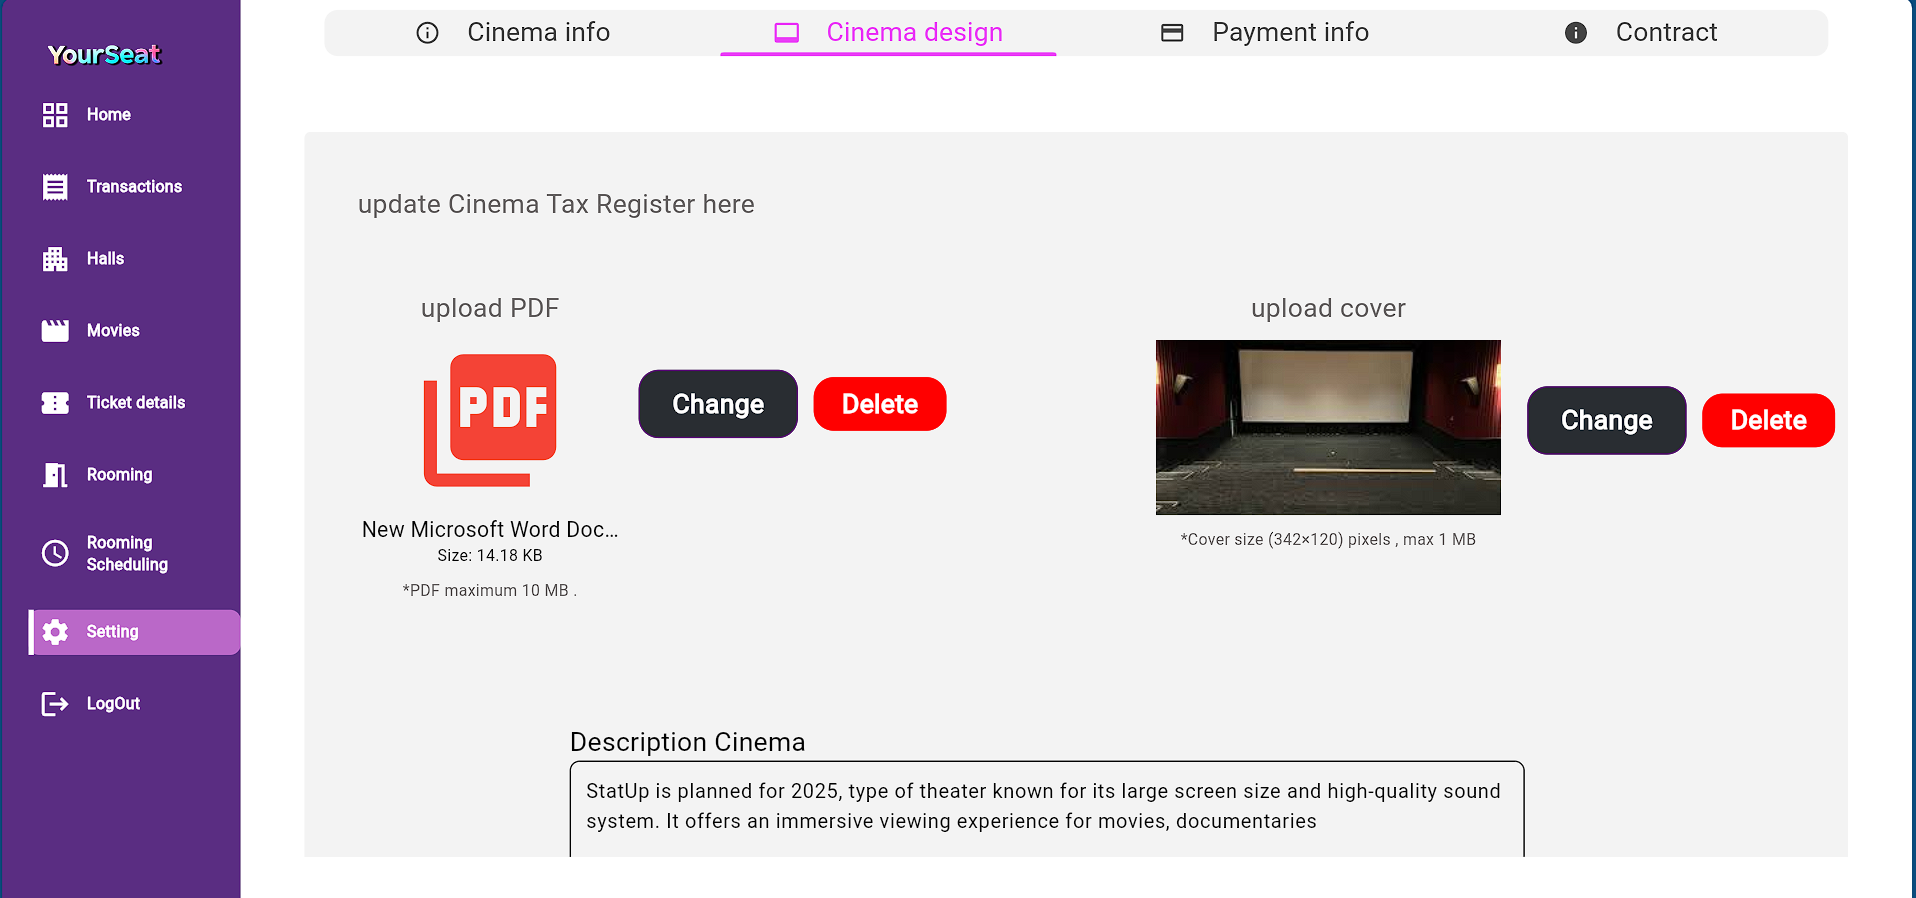 YourSeat
Home
Transactions
Halls
Movies
Ticket details
Rooming
Rooming
Scheduling
Setting
LogOut
Cinema info
Cinema design
Payment info
Contract
update Cinema Tax Register here
upload PDF
PDF
Change
Delete
New Microsoft Word Doc...
Size: 14.18 KB
*PDF maximum 10 MB .
upload cover
Change
Delete
*Cover size (342×120) pixels , max 1 MB
Description Cinema
StatUp is planned for 2025, type of theater known for its large screen size and high-quality sound
system. It offers an immersive viewing experience for movies, documentaries